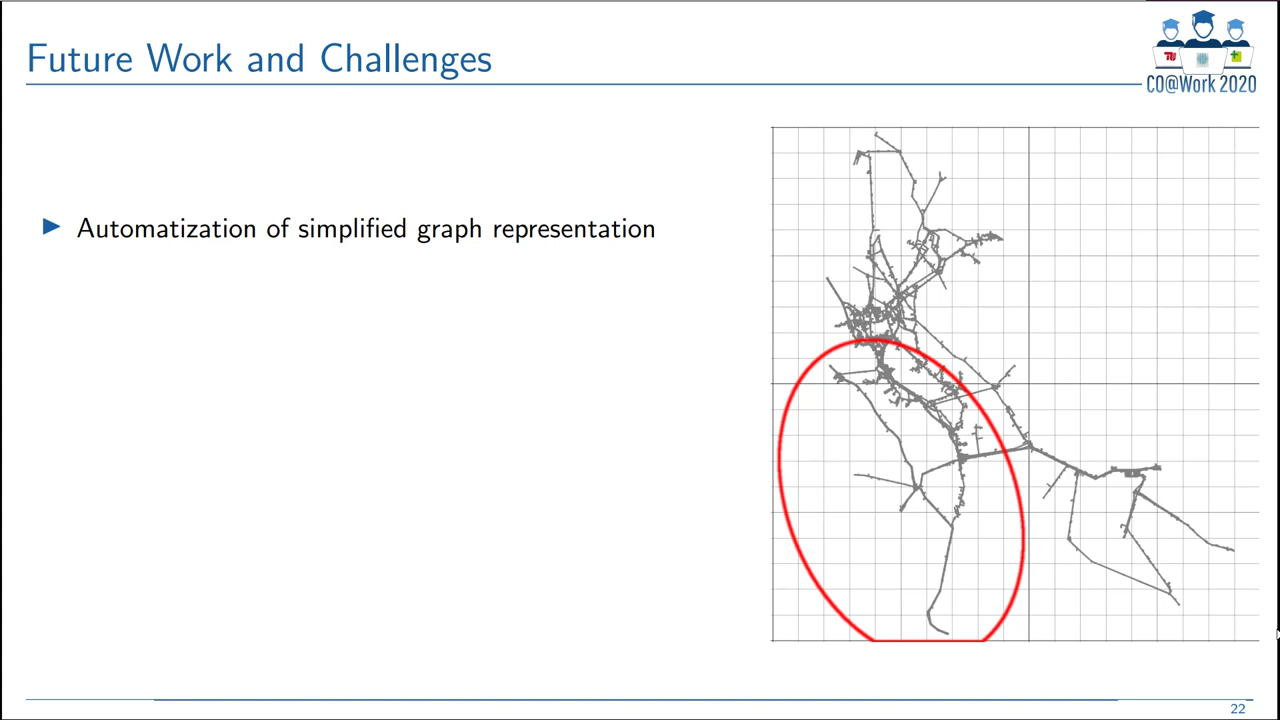 Future Work and Challenges
CO@Work 2020
Automatization of simplified graph representation
22